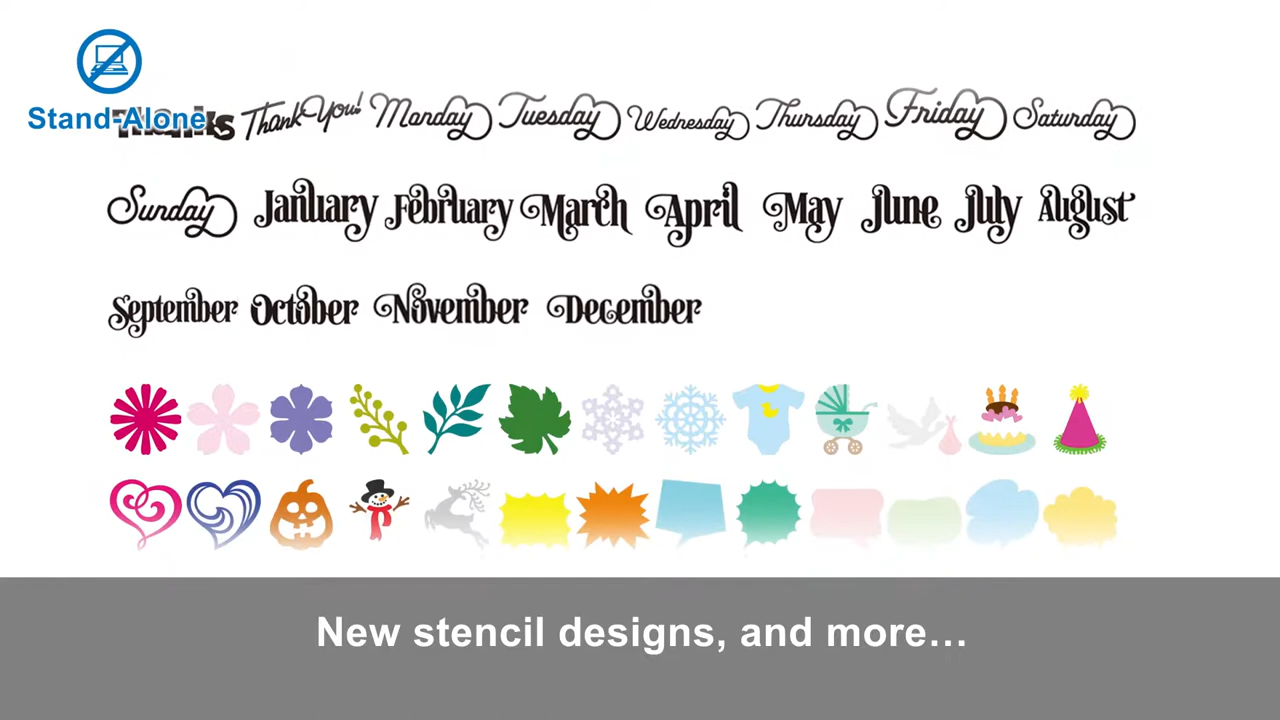 Stand-Alone
Thanks Thank You! Monday Tuesday Wednesday Thursday Friday Saturday
Sunday January February March April May June July August
September October November December
New stencil designs, and more…